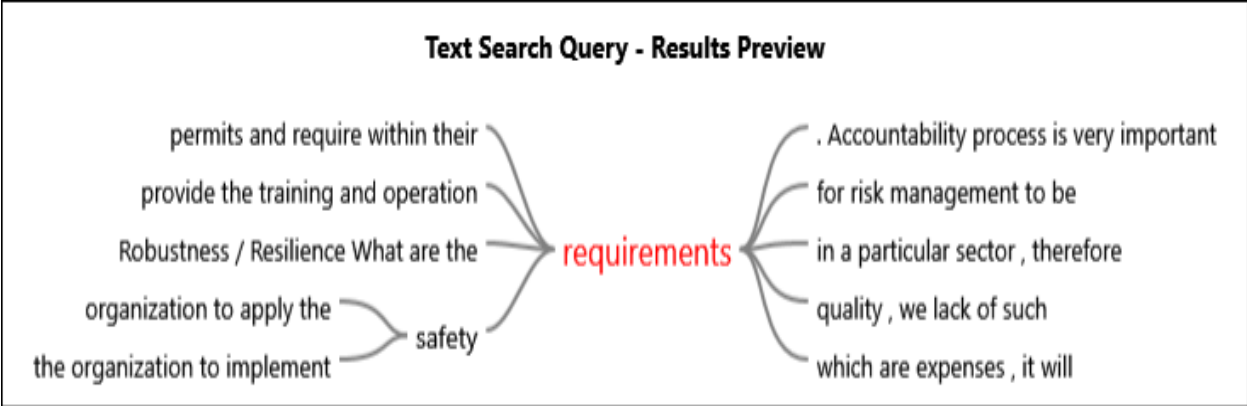 Text Search Query - Results Preview
permits and require within their
provide the training and operation
Robustness / Resilience What are the
organization to apply the
the organization to implement
safety
requirements
. Accountability process is very important
for risk management to be
in a particular sector , therefore
quality , we lack of such
which are expenses , it will